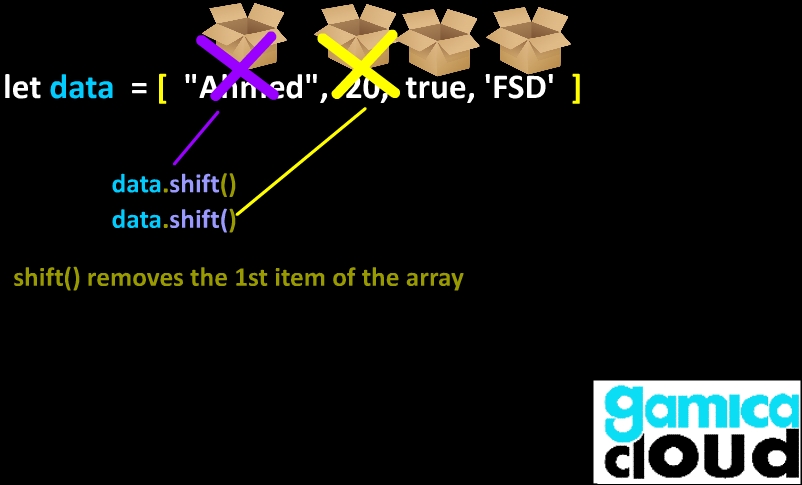 let data = [ "Ahmed", 20, true, 'FSD' ]
data.shift()
data.shift()
shift() removes the 1st item of the array
gamica
cloud